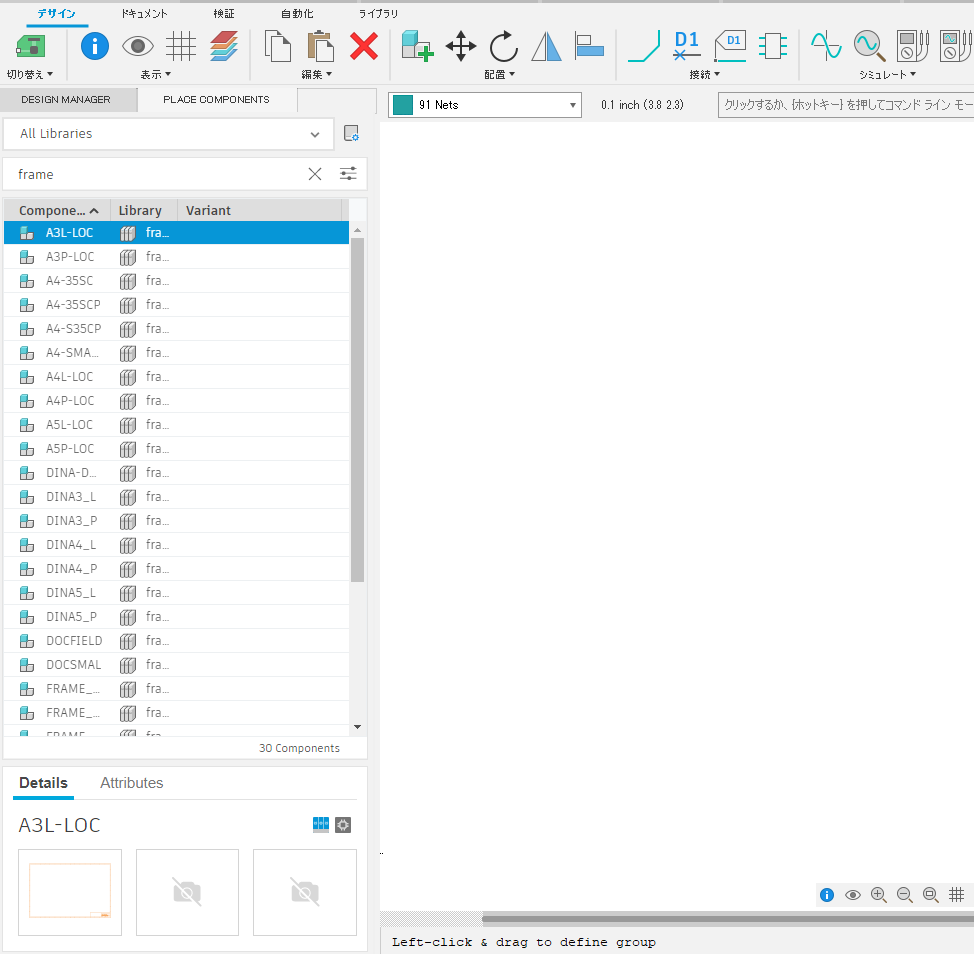 デザイン ドキュメント 検証 自動化 ライブラリ
D1 D1
切り替え 表示 編集 配置 接続 シミュレート
DESIGN MANAGER PLACE COMPONENTS
91 Nets 0.1 inch (3.8 2.3) クリックするか、{ホットキー} を押してコマンド ライン モー
All Libraries
frame
Compone... Library Variant
A3L-LOC fra...
A3P-LOC fra...
A4-35SC fra...
A4-35SCP fra...
A4-S35CP fra...
A4-SMA... fra...
A4L-LOC fra...
A4P-LOC fra...
A5L-LOC fra...
A5P-LOC fra...
DINA-D... fra...
DINA3_L fra...
DINA3_P fra...
DINA4_L fra...
DINA4_P fra...
DINA5_L fra...
DINA5_P fra...
DOCFIELD fra...
DOCSMAL fra...
FRAME_... fra...
FRAME_... fra...
FRAME fra...
30 Components
Details Attributes
A3L-LOC
Left-click & drag to define group